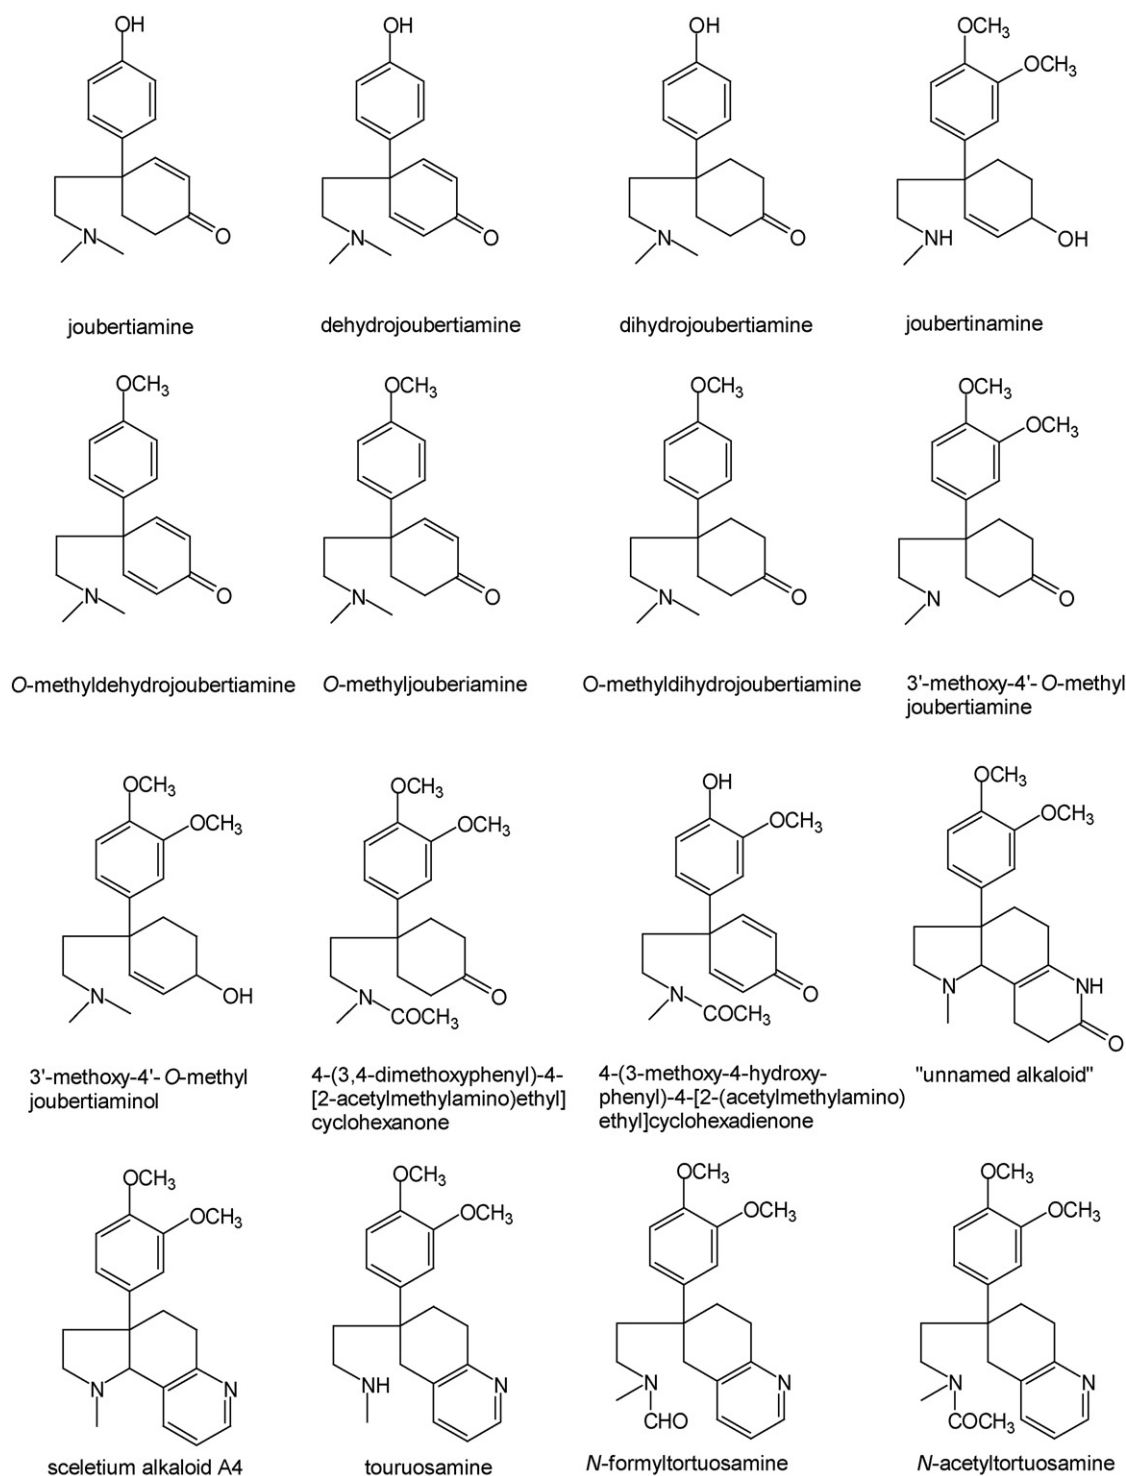 OH
OH
OH
OCH3
OCH3
N
O
N
O
N
O
NH
OH
joubertiamine
dehydrojoubertiamine
dihydrojoubertiamine
joubertinamine
OCH3
OCH3
OCH3
OCH3
OCH3
N
O
N
O
N
O
N
O
O-methyldehydrojoubertiamine
O-methyljouberiamine
O-methyldihydrojoubertiamine
3'-methoxy-4'-O-methyl
joubertiamine
OCH3
OCH3
OCH3
OCH3
OH
OCH3
OCH3
OCH3
N
OH
N
COCH3
O
N
COCH3
O
N
NH
O
3'-methoxy-4'-O-methyl
joubertiaminol
4-(3,4-dimethoxyphenyl)-4-
[2-acetylmethylamino)ethyl]
cyclohexanone
4-(3-methoxy-4-hydroxy-
phenyl)-4-[2-(acetylmethylamino)
ethyl]cyclohexadienone
"unnamed alkaloid"
OCH3
OCH3
OCH3
OCH3
OCH3
OCH3
OCH3
OCH3
N
N
NH
N
N
CHO
N
N
COCH3
N
sceletium alkaloid A4
touruosamine
N-formyltortuosamine
N-acetyltortuosamine